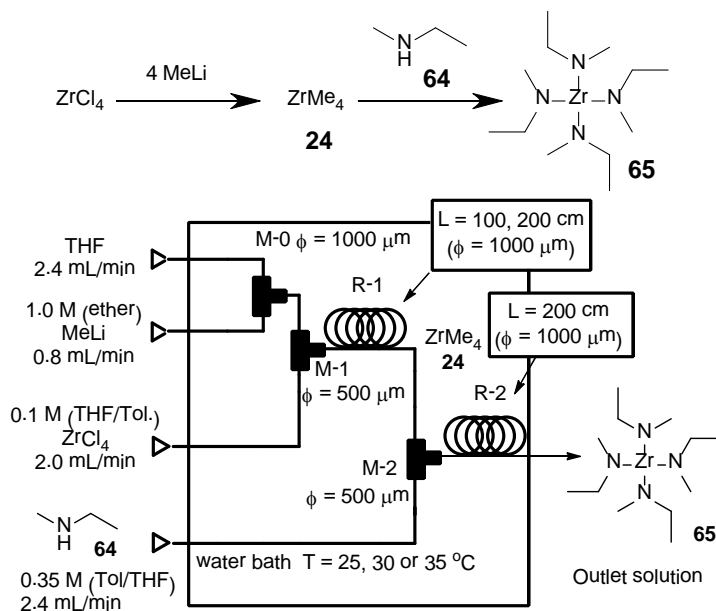 4 MeLi
ZrCl4
ZrMe4
24
N
H
64
N
N
Zr
N
N
65
THF
2.4 mL/min
1.0 M (ether)
MeLi
0.8 mL/min
0.1 M (THF/Tol.)
ZrCl4
2.0 mL/min
N
H
64
0.35 M (Tol/THF)
2.4 mL/min
M-0 ϕ = 1000 μm
L = 100, 200 cm
(ϕ = 1000 μm)
R-1
M-1
ϕ = 500 μm
L = 200 cm
(ϕ = 1000 μm)
ZrMe4
24
R-2
M-2
ϕ = 500 μm
water bath T = 25, 30 or 35 °C
N
N
Zr
N
N
65
Outlet solution